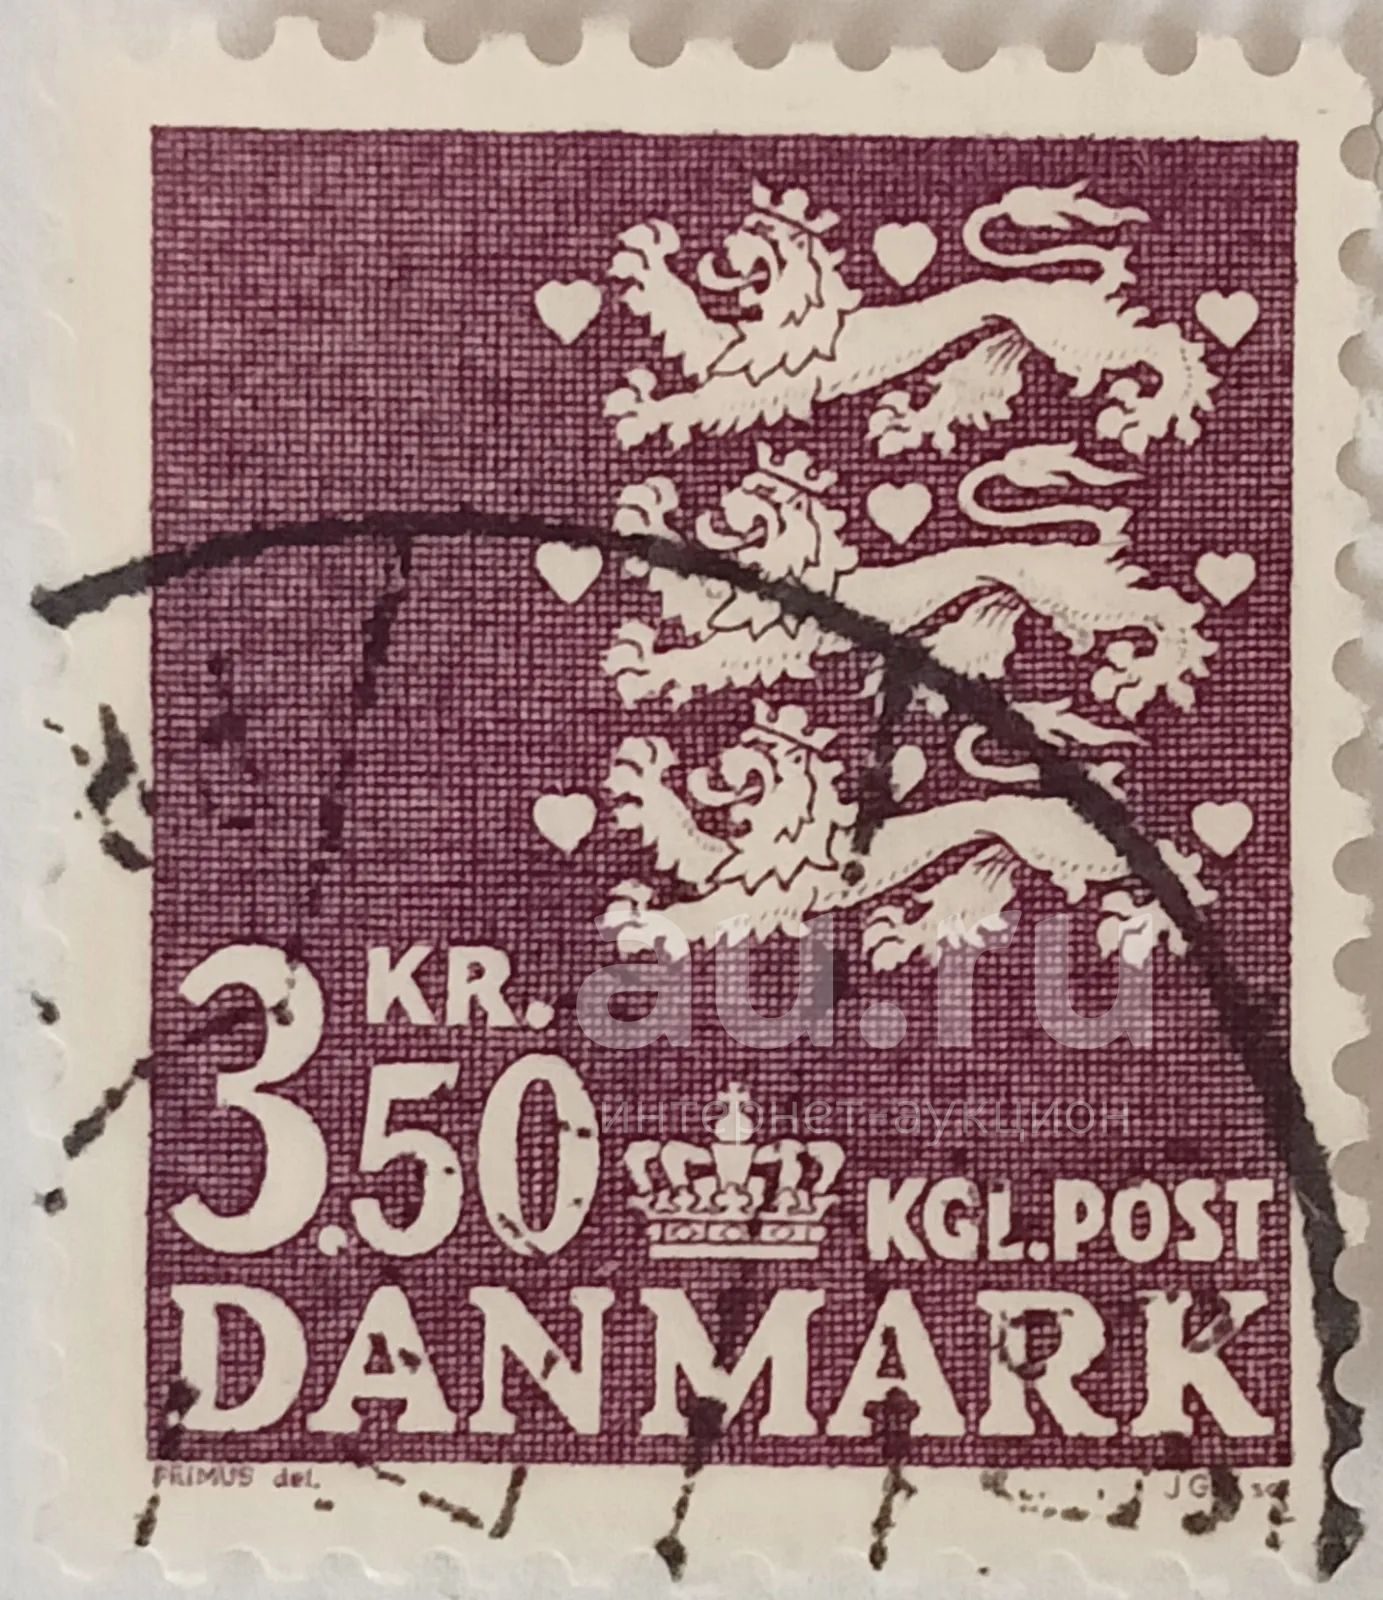 KR.
3.50
KGL.POST
DANMARK
PRIMUS del.
au.ru
интернет-аукцион